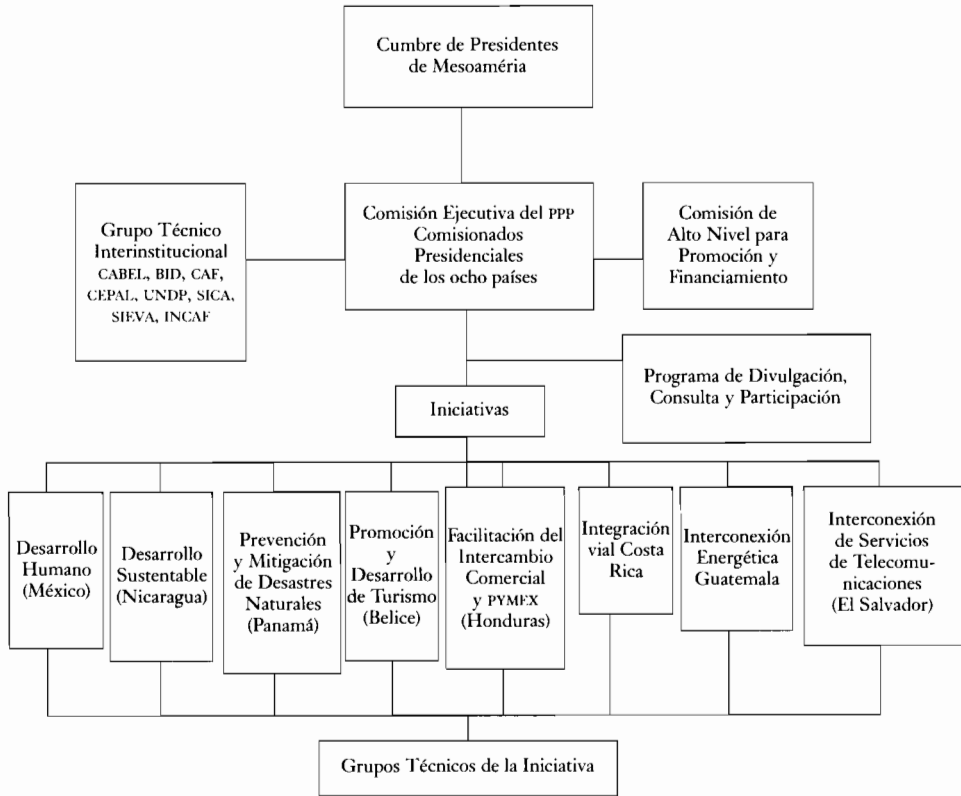 Cumbre de Presidentes
de Mesoaméria
Grupo Técnico
Interinstitucional
CABEL, BID, CAF,
CEPAL, UNDP, SICA,
SIEVA, INCAF
Comisión Ejecutiva del PPP
Comisionados
Presidenciales
de los ocho países
Comisión de
Alto Nivel para
Promoción y
Financiamiento
Programa de Divulgación,
Consulta y Participación
Iniciativas
Desarrollo
Humano
(México)
Desarrollo
Sustentable
(Nicaragua)
Prevención
y Mitigación
de Desastres
Naturales
(Panamá)
Promoción
y
Desarrollo
de Turismo
(Belice)
Facilitación del
Intercambio
Comercial
y PYMEX
(Honduras)
Integración
vial Costa
Rica
Interconexión
Energética
Guatemala
Interconexión
de Servicios
de Telecomu-
nicaciones
(El Salvador)
Grupos Técnicos de la Iniciativa